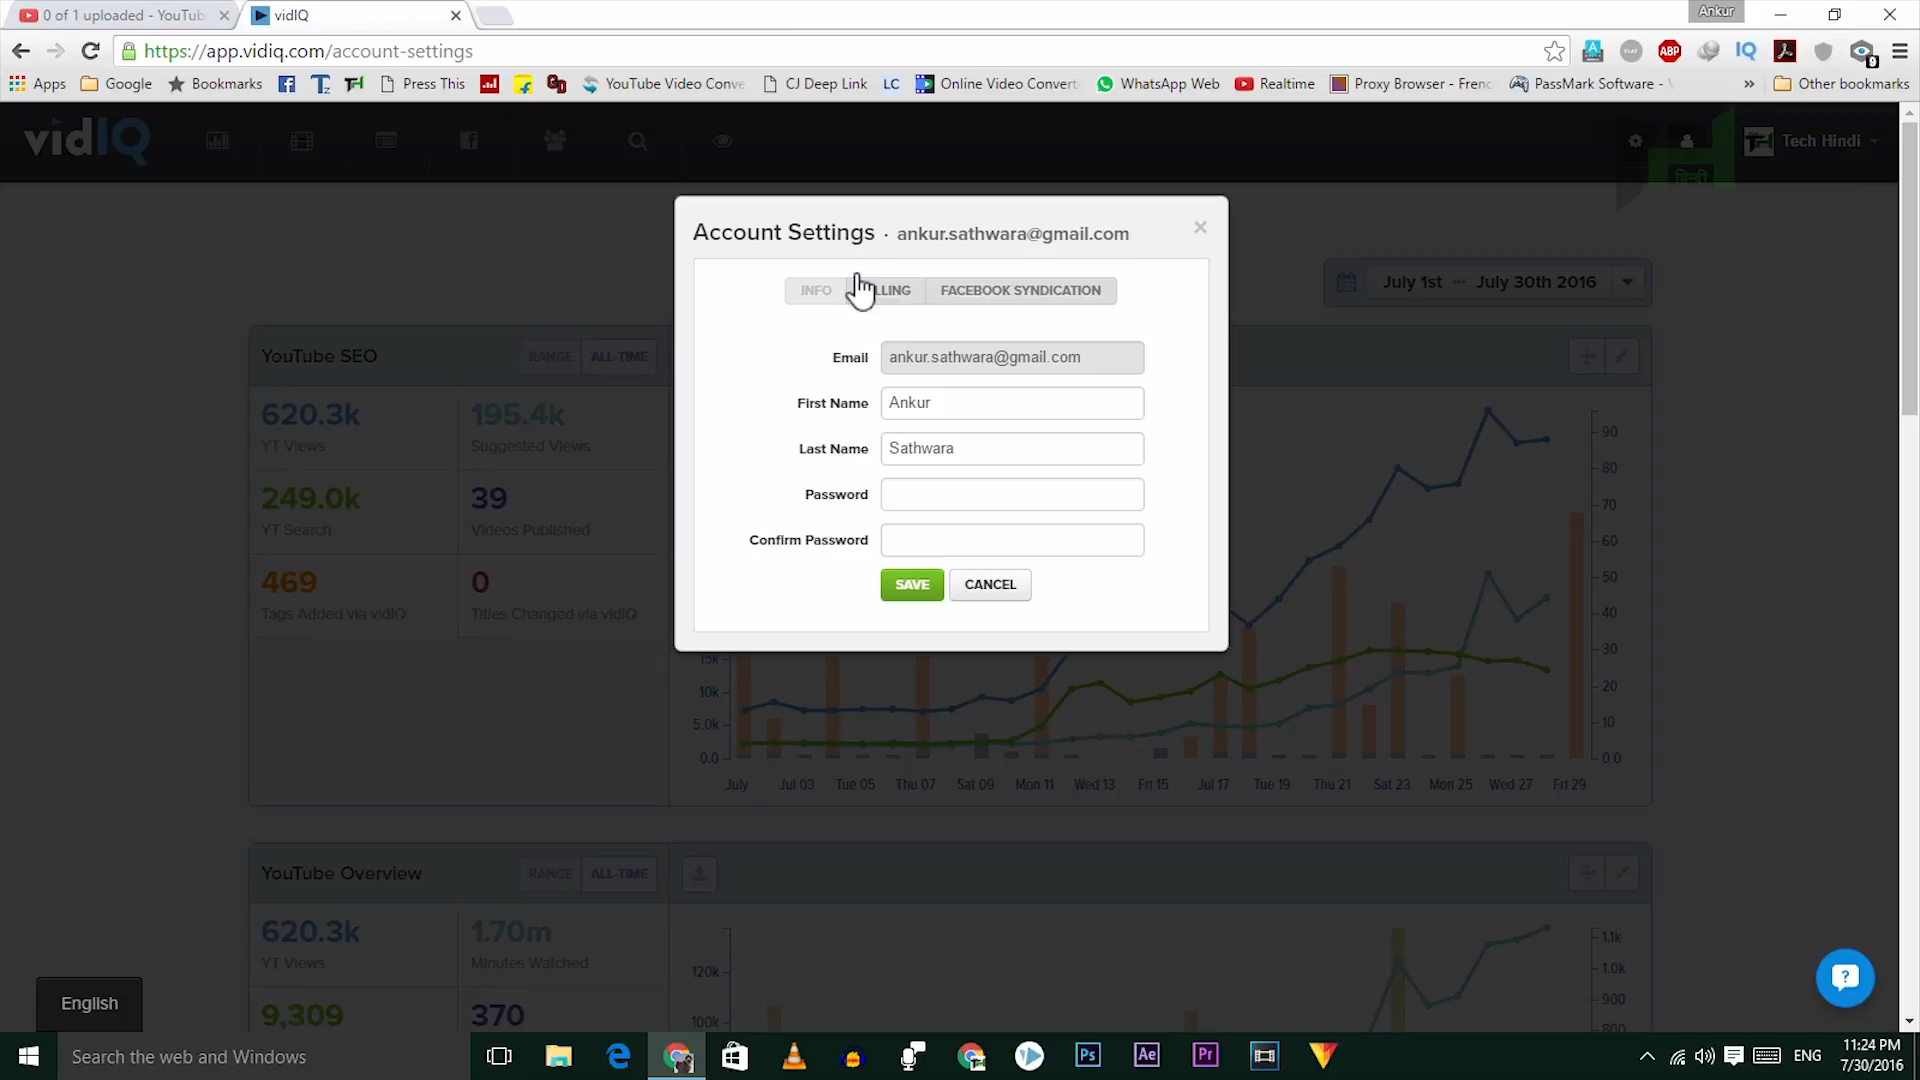 0 of 1 uploaded - YouTub
vidIQ
Ankur
https://app.vidiq.com/account-settings
Apps
Google
Bookmarks
Press This
YouTube Video Conve
CJ Deep Link
LC
Online Video Convert
WhatsApp Web
Realtime
Proxy Browser - Fren
PassMark Software -
Other bookmarks
vidIQ
Tech Hindi
हिन्दी
Account Settings · ankur.sathwara@gmail.com
INFO
LLING
FACEBOOK SYNDICATION
July 1st
July 30th 2016
Email
ankur.sathwara@gmail.com
First Name
Ankur
Last Name
Sathwara
Password
Confirm Password
SAVE
CANCEL
YouTube SEO
RANGE
ALL-TIME
620.3k
YT Views
195.4k
Suggested Views
249.0k
YT Search
39
Videos Published
469
Tags Added via vidIQ
0
Titles Changed via vidIQ
90
80
70
60
50
40
30
20
10
0.0
15k
10k
5.0k
0.0
July
Jul 03
Tue 05
Thu 07
Sat 09
Mon 11
Wed 13
Fri 15
Jul 17
Tue 19
Thu 21
Sat 23
Mon 25
Wed 27
Fri 29
YouTube Overview
RANGE
ALL-TIME
620.3k
YT Views
1.70m
Minutes Watched
9,309
370
120k
100k
1.1k
1.0k
900
800
English
Search the web and Windows
Ps
Ae
Pr
ENG
11:24 PM
7/30/2016